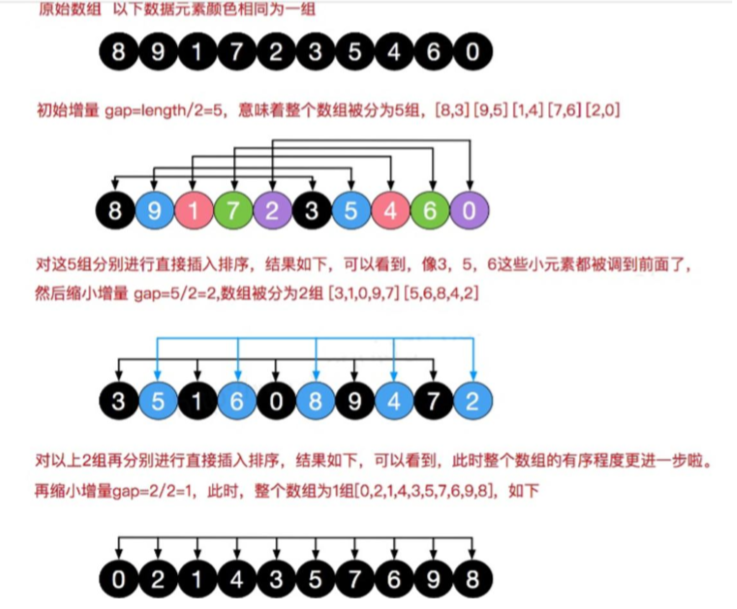 原始数组 以下数据元素颜色相同为一组
8 9 1 7 2 3 5 4 6 0
初始增量 gap=length/2=5，意味着整个数组被分为5组，[8,3][9,5][1,4][7,6][2,0]
8 9 1 7 2 3 5 4 6 0
对这5组分别进行直接插入排序，结果如下，可以看到，像3，5，6这些小元素都被调到前面了，
然后缩小增量 gap=5/2=2,数组被分为2组 [3,1,0,9,7][5,6,8,4,2]
3 5 1 6 0 8 9 4 7 2
对以上2组再分别进行直接插入排序，结果如下，可以看到，此时整个数组的有序程度更进一步啦。
再缩小增量gap=2/2=1，此时，整个数组为1组[0,2,1,4,3,5,7,6,9,8]，如下
0 2 1 4 3 5 7 6 9 8